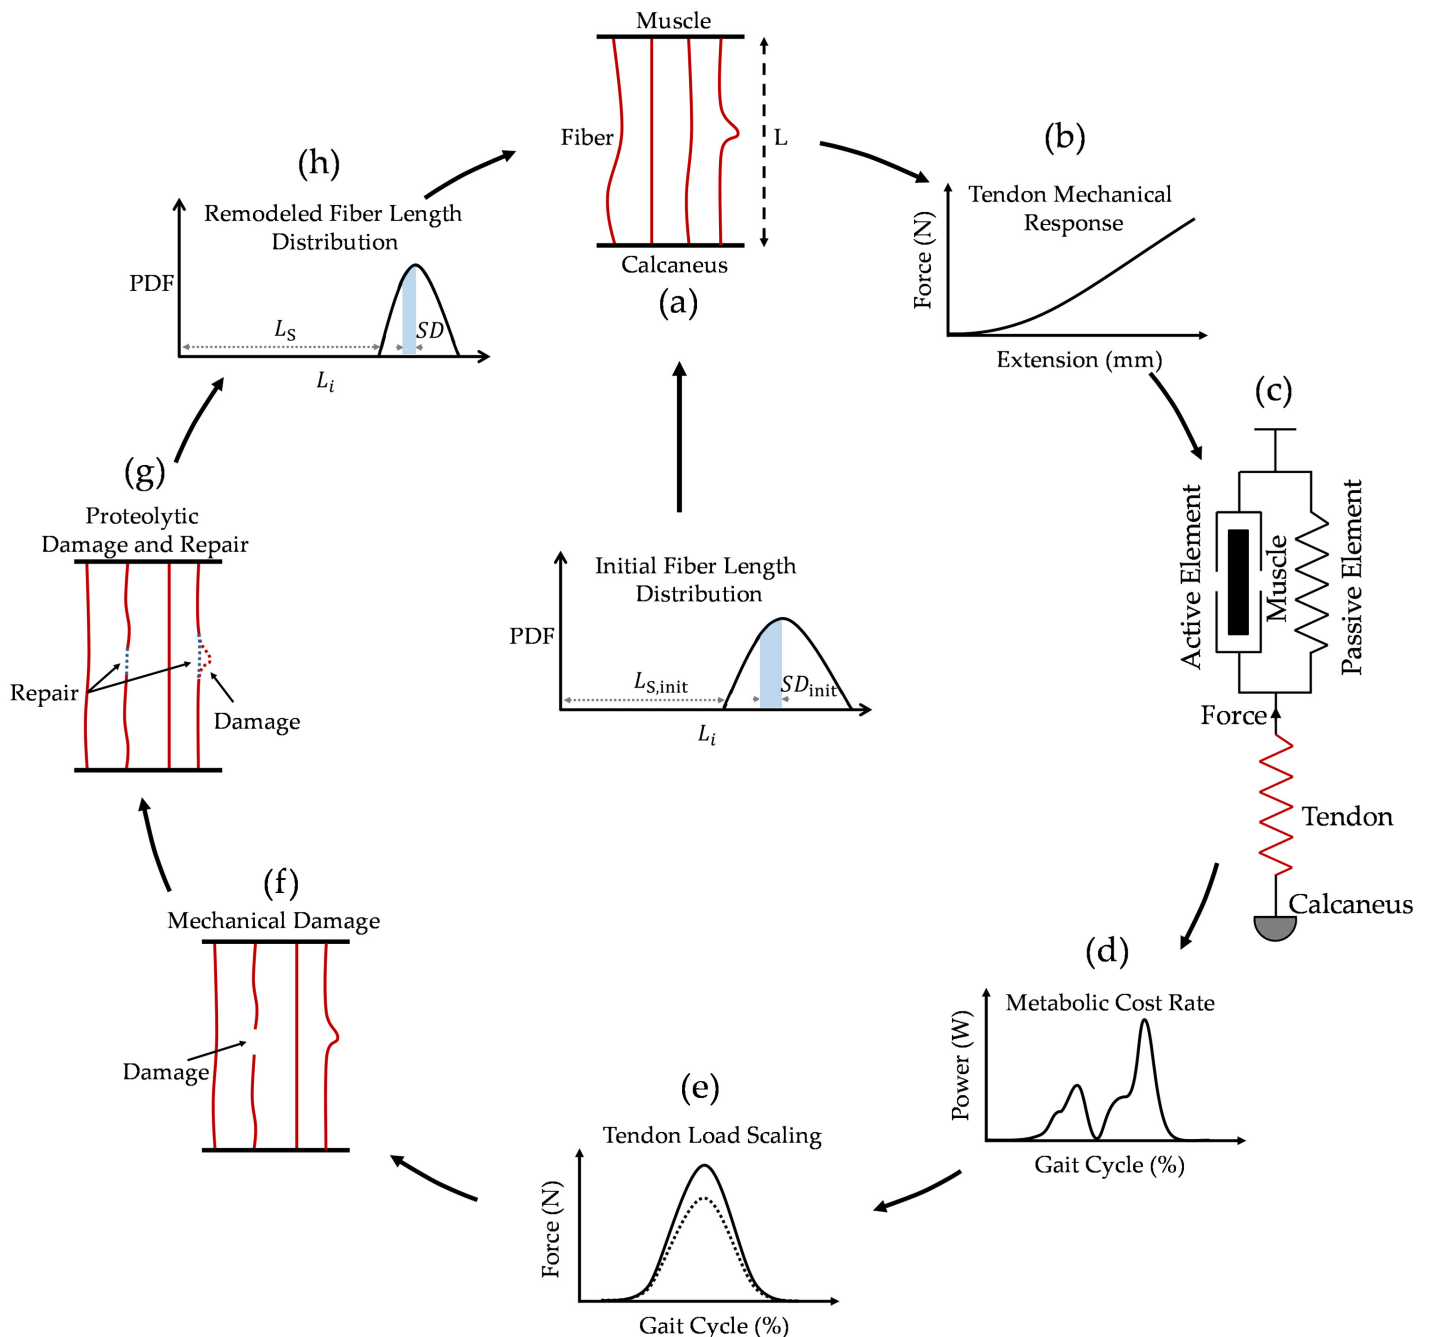 Muscle
Fiber
L
Calcaneus
(a)
(b)
Tendon Mechanical
Response
Force (N)
Extension (mm)
(c)
Active Element
Muscle
Passive Element
Force
Tendon
Calcaneus
(d)
Metabolic Cost Rate
Power (W)
Gait Cycle (%)
(e)
Tendon Load Scaling
Force (N)
Gait Cycle (%)
(f)
Mechanical Damage
Damage
(g)
Proteolytic
Damage and Repair
Repair
Damage
(h)
Remodeled Fiber Length
Distribution
PDF
L_S
SD
L_i
Initial Fiber Length
Distribution
PDF
L_S,init
SD_init
L_i